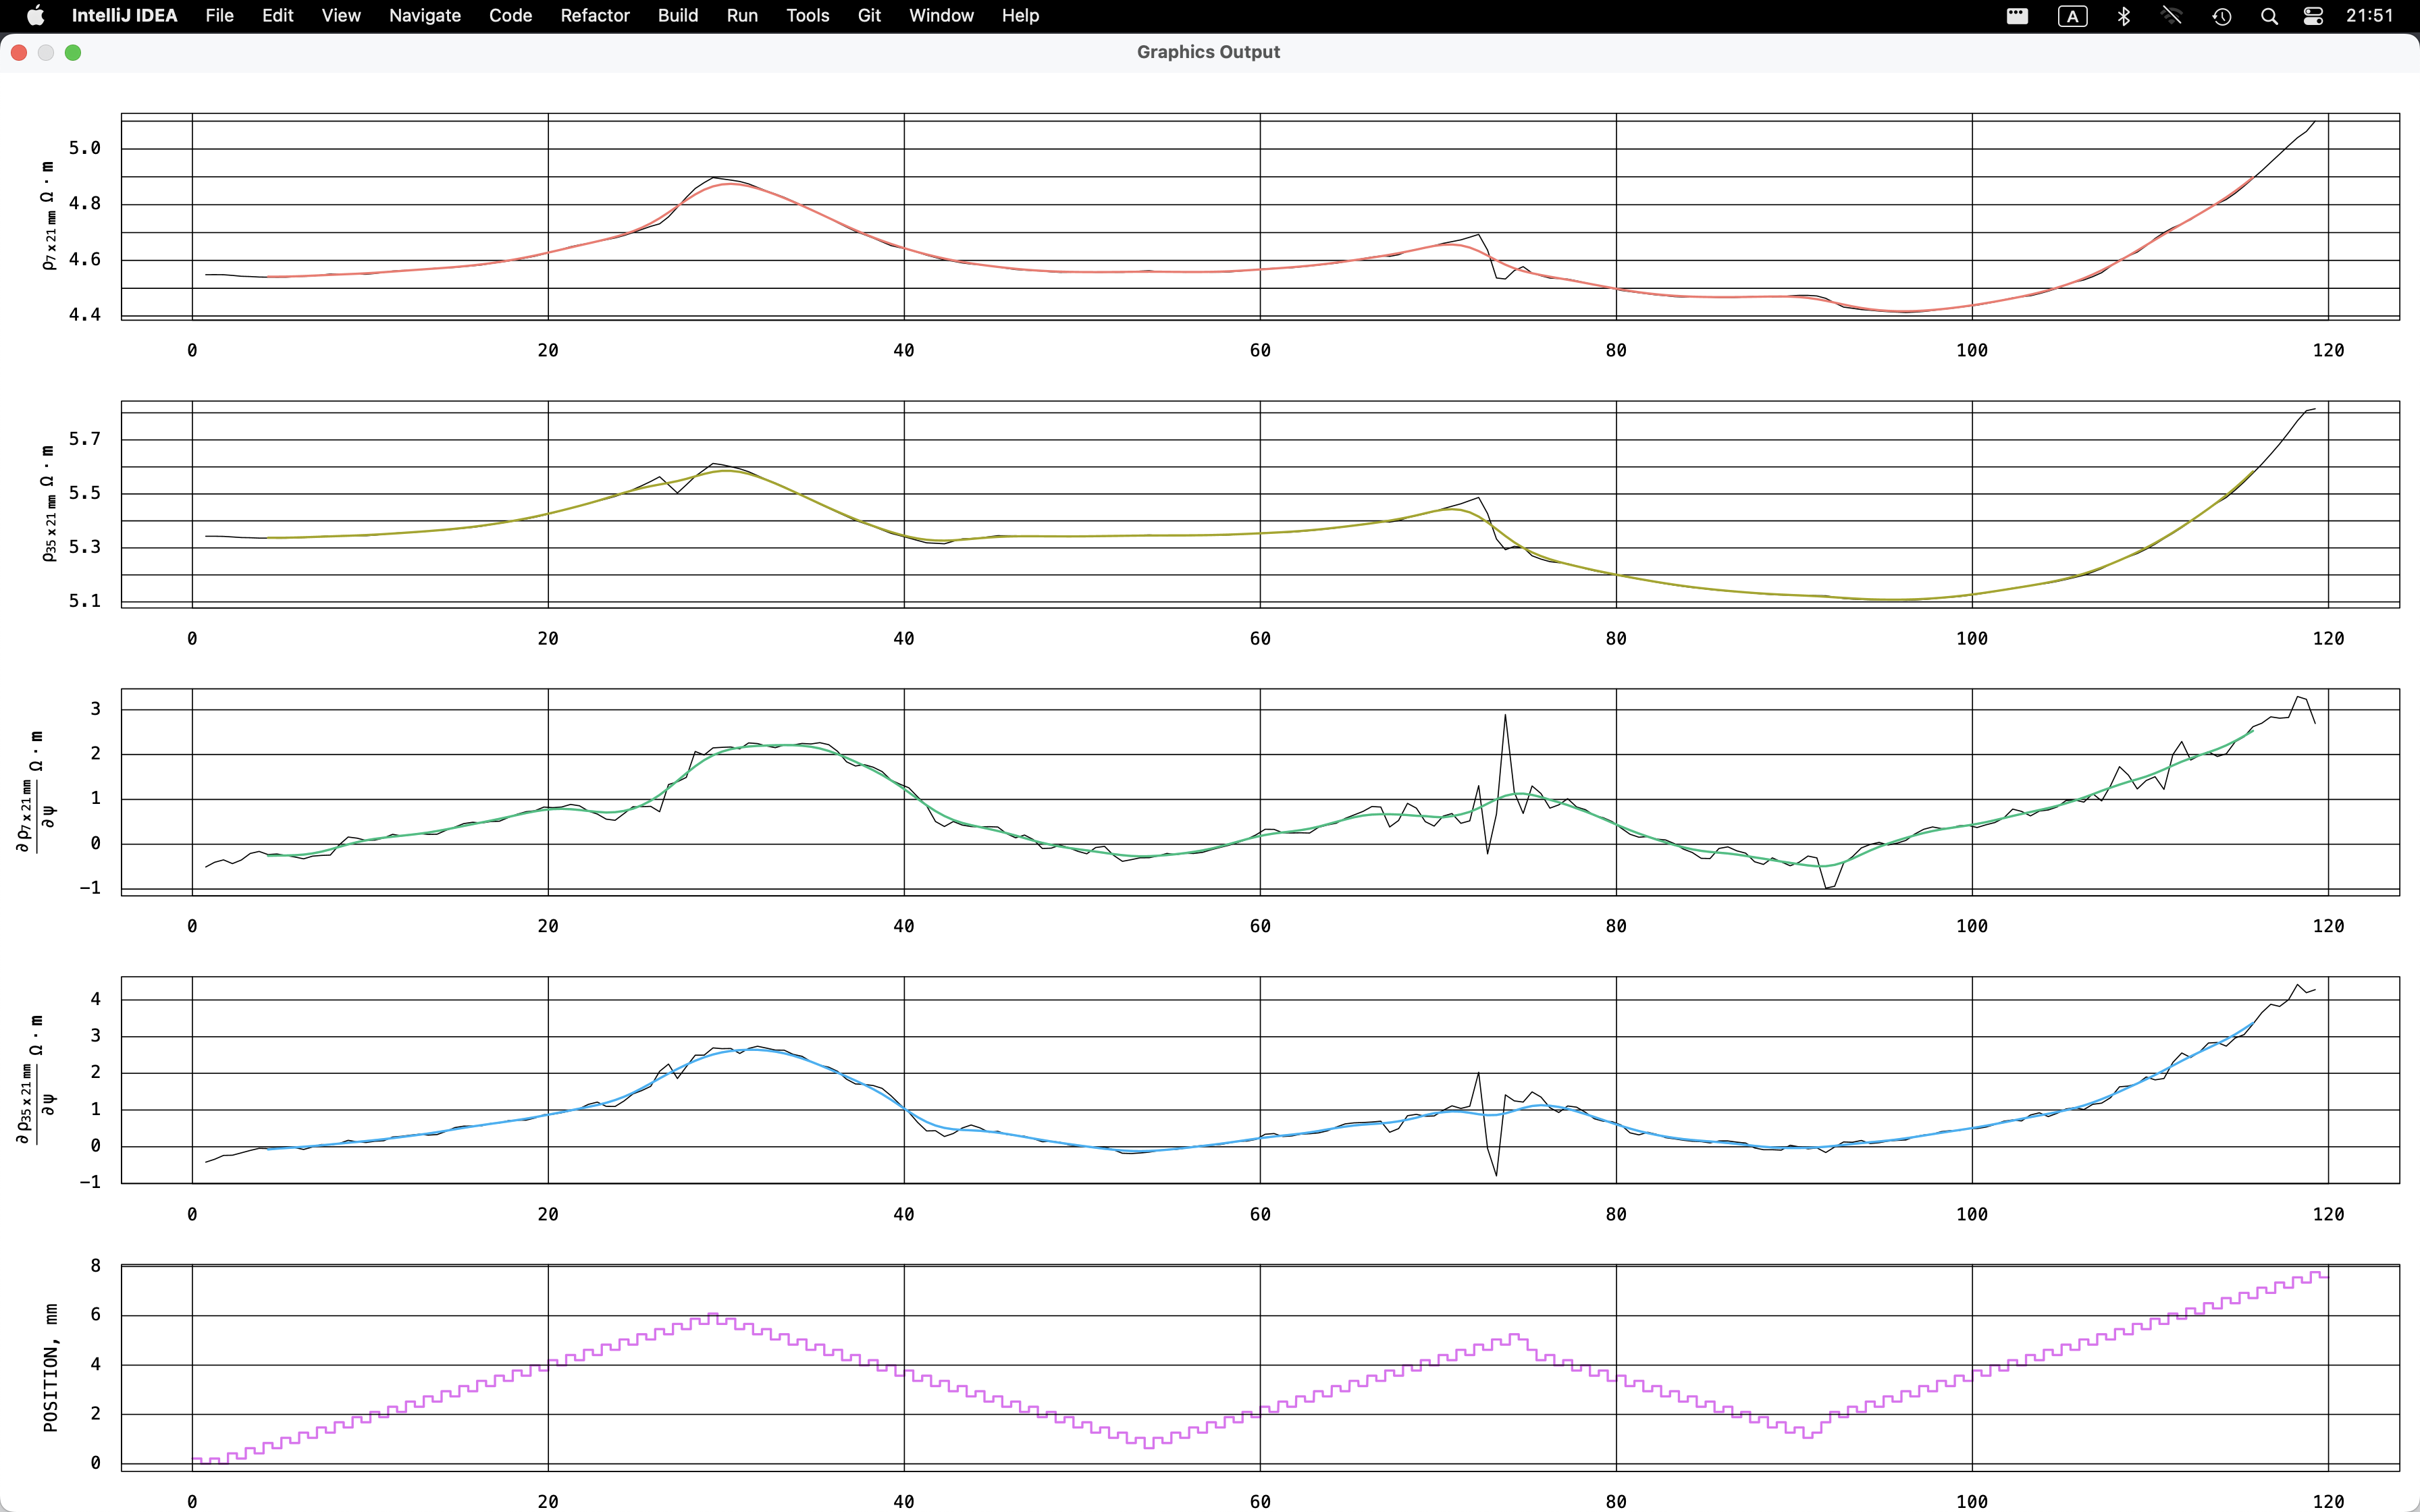 IntelliJ IDEA File Edit View Navigate Code Refactor Build Run Tools Git Window Help A 21:51
Graphics Output
ρ7 x 21 mm Ω · m
5.0
4.8
4.6
4.4
0 20 40 60 80 100 120
ρ35 x 21 mm Ω · m
5.7
5.5
5.3
5.1
0 20 40 60 80 100 120
∂ ρ7 x 21 mm
∂ ψ
Ω · m
3
2
1
0
−1
0 20 40 60 80 100 120
∂ ρ35 x 21 mm
∂ ψ
Ω · m
4
3
2
1
0
−1
0 20 40 60 80 100 120
POSITION, mm
8
6
4
2
0
0 20 40 60 80 100 120